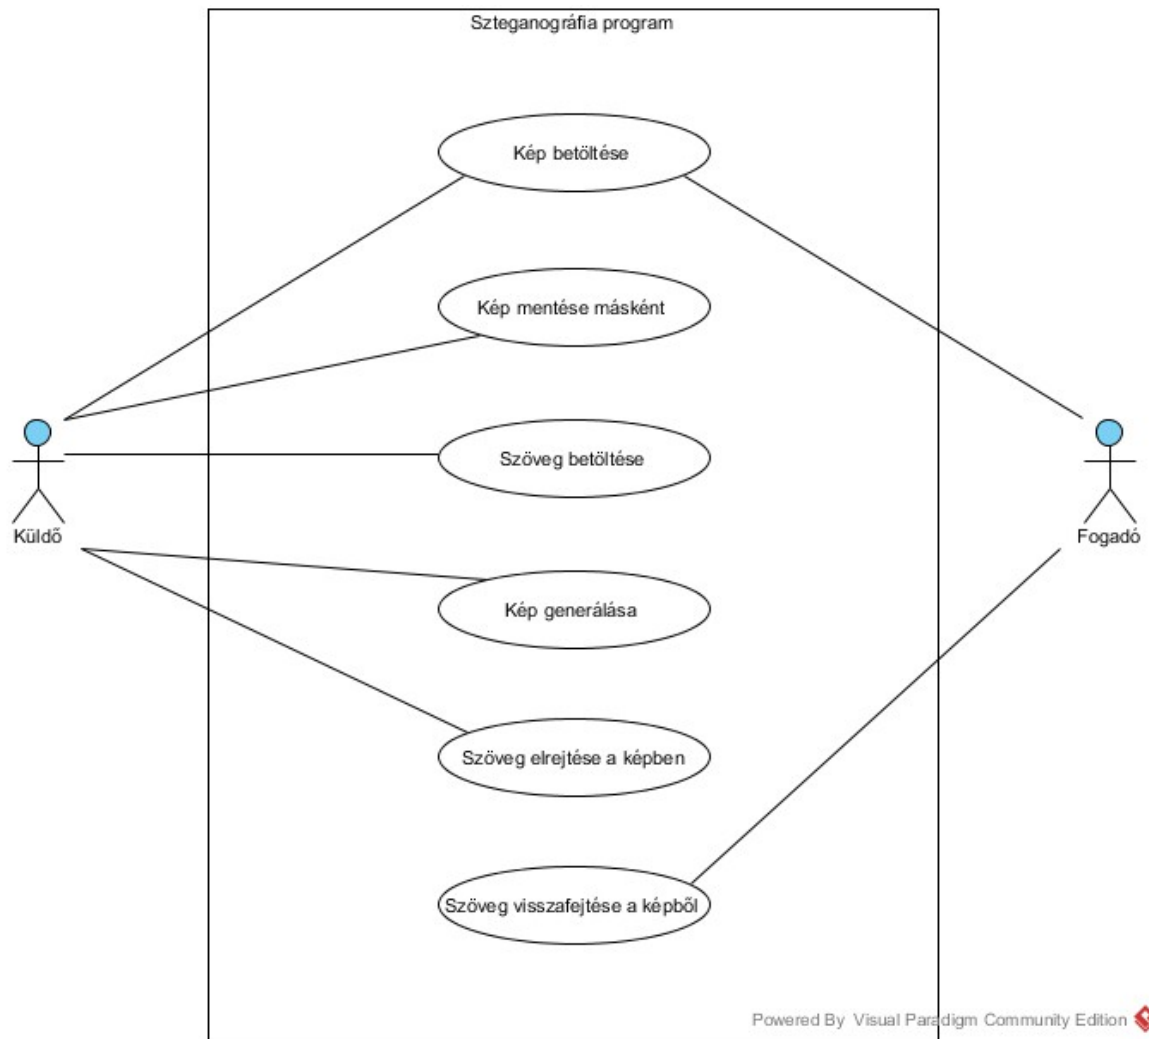 Szteganográfia program
Kép betöltése
Kép mentése másként
Szöveg betöltése
Küldő
Fogadó
Kép generálása
Szöveg elrejtése a képben
Szöveg visszafejtése a képből
Powered By Visual Paradigm Community Edition